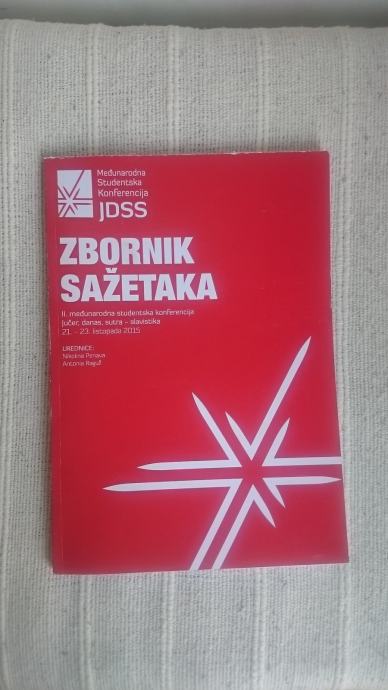 Međunarodna
Studentska
Konferencija
JDSS
ZBORNIK
SAŽETAKA
II. međunarodna studentska konferencija
Jučer, danas, sutra – slavistika
21. – 23. listopada 2015
UREDNICE:
Nikolina
Antonia Raguž